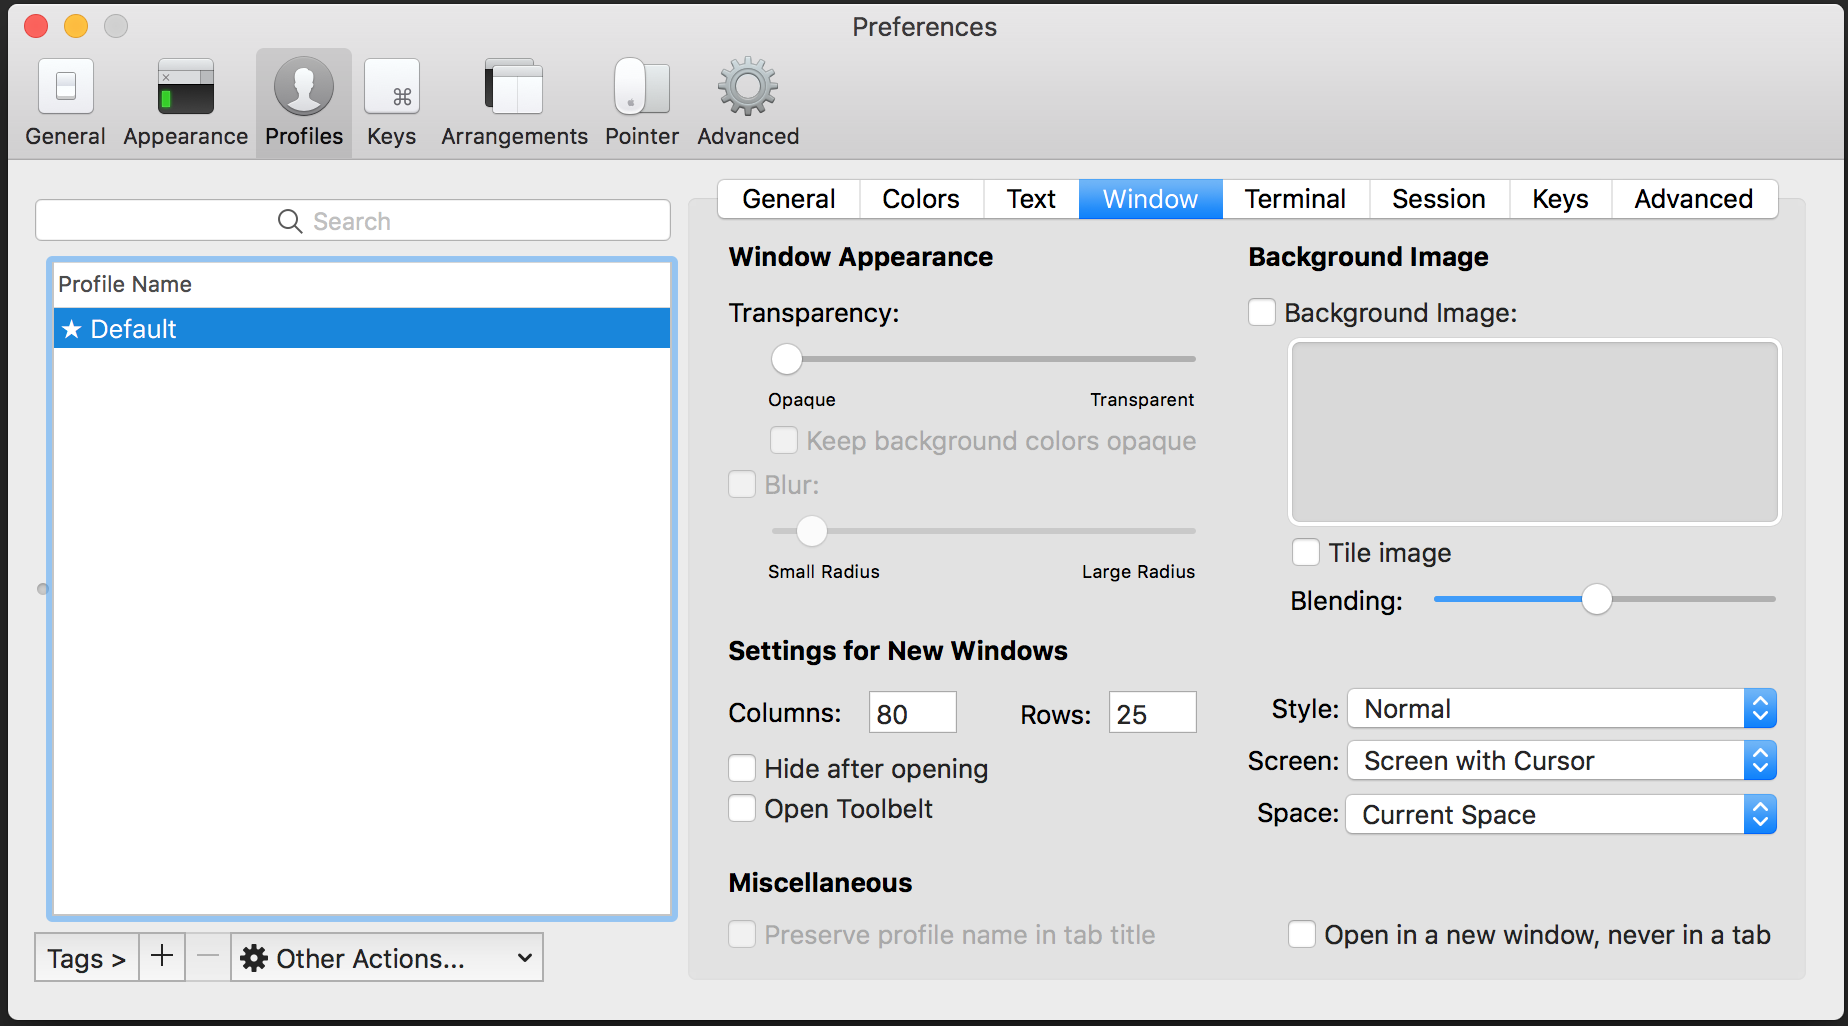 Preferences
General Appearance Profiles Keys Arrangements Pointer Advanced
Search
Profile Name
★ Default
Tags > + − Other Actions...
General Colors Text Window Terminal Session Keys Advanced
Window Appearance
Transparency:
Opaque Transparent
Keep background colors opaque
Blur:
Small Radius Large Radius
Background Image
Background Image:
Tile image
Blending:
Settings for New Windows
Columns: 80 Rows: 25
Hide after opening
Open Toolbelt
Style: Normal
Screen: Screen with Cursor
Space: Current Space
Miscellaneous
Preserve profile name in tab title
Open in a new window, never in a tab